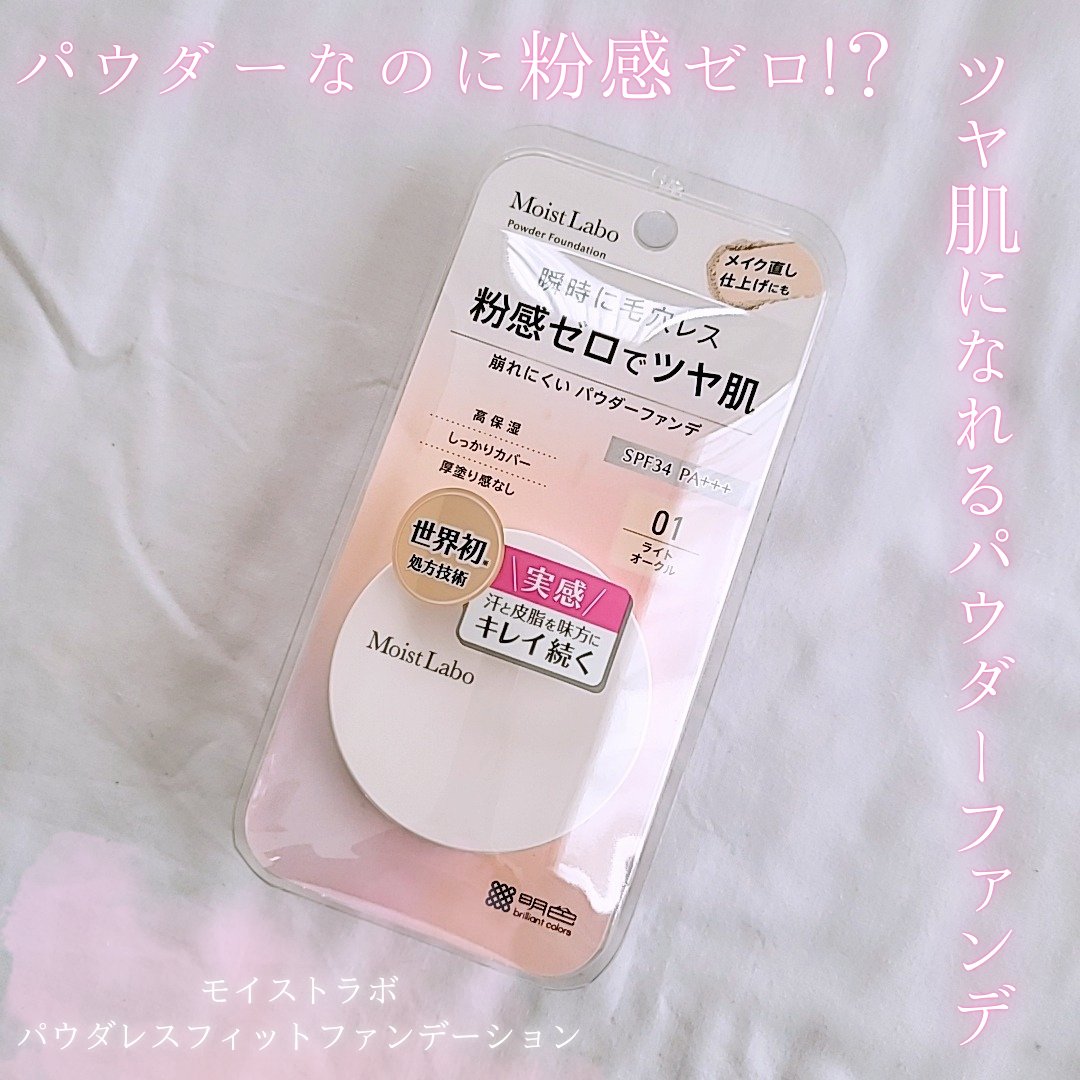 パウダーなのに粉感ゼロ!?
ツヤ肌になれるパウダーファンデ
Moist Labo
Powder Foundation
メイク直し
仕上げにも
瞬時に毛穴レス
粉感ゼロでツヤ肌
崩れにくい パウダーファンデ
高保湿
しっかりカバー
厚塗り感なし
SPF34 PA+++
01
ライト
オークル
世界初※
処方技術
\実感/
汗と皮脂を味方に
キレイ続く
Moist Labo
明色
brilliant colors
モイストラボ
パウダレスフィットファンデーション